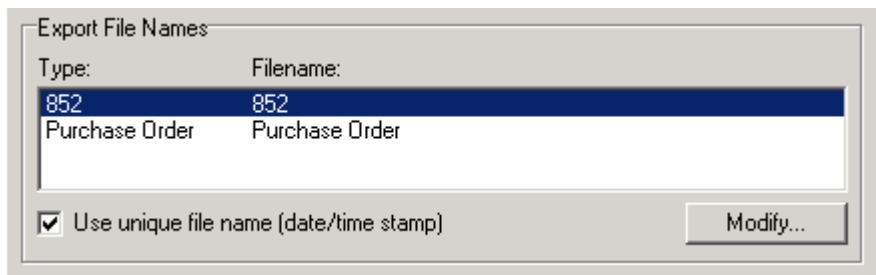 Export File Names
Type: Filename:
852 852
Purchase Order Purchase Order
Use unique file name (date/time stamp) Modify...